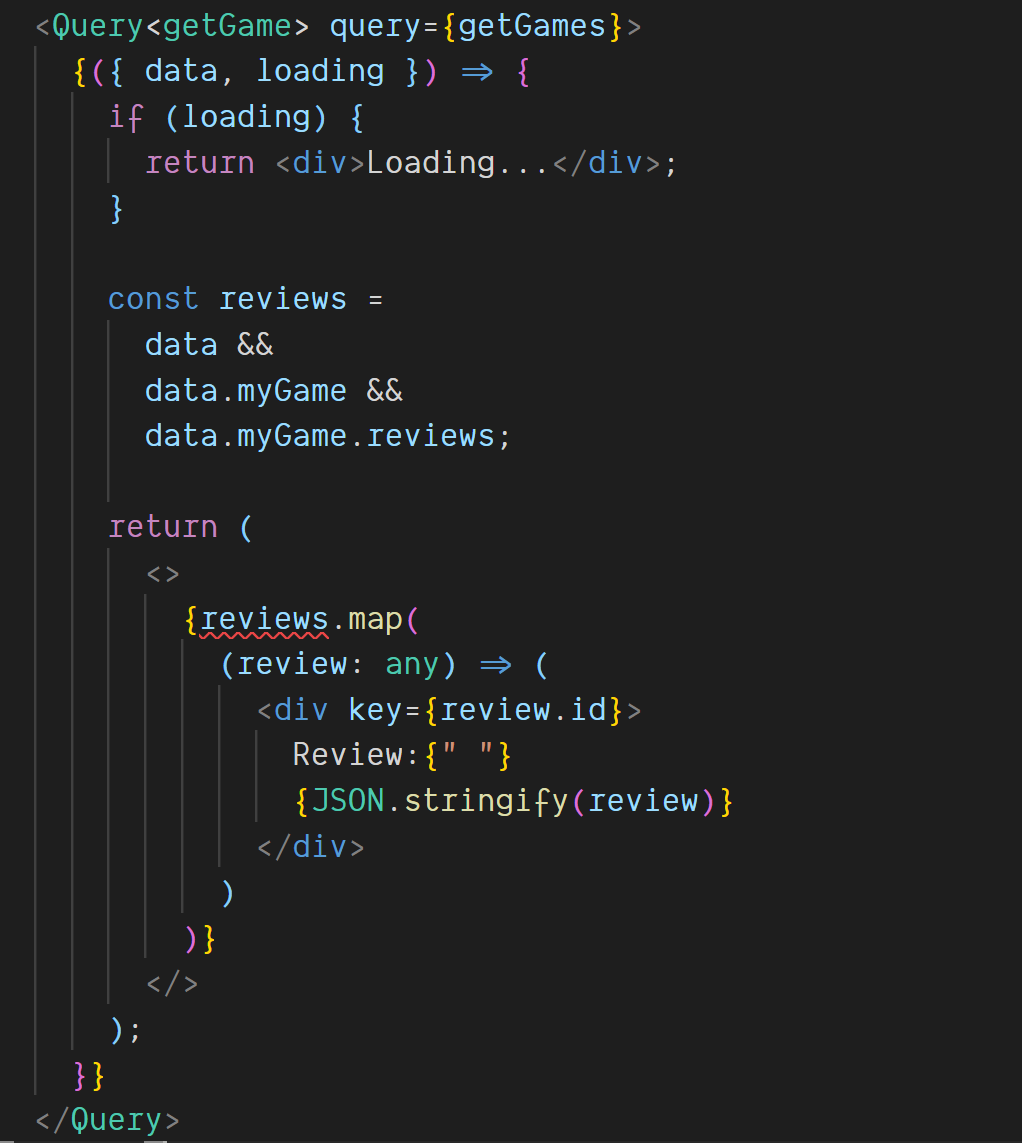 <Query<getGame> query={getGames}>
{({ data, loading }) => {
if (loading) {
return <div>Loading...</div>;
}
const reviews =
data &&
data.myGame &&
data.myGame.reviews;
return (
<>
{reviews.map(
(review: any) => (
<div key={review.id}>
Review:{" "}
{JSON.stringify(review)}
</div>
)
)}
</>
);
}}
</Query>